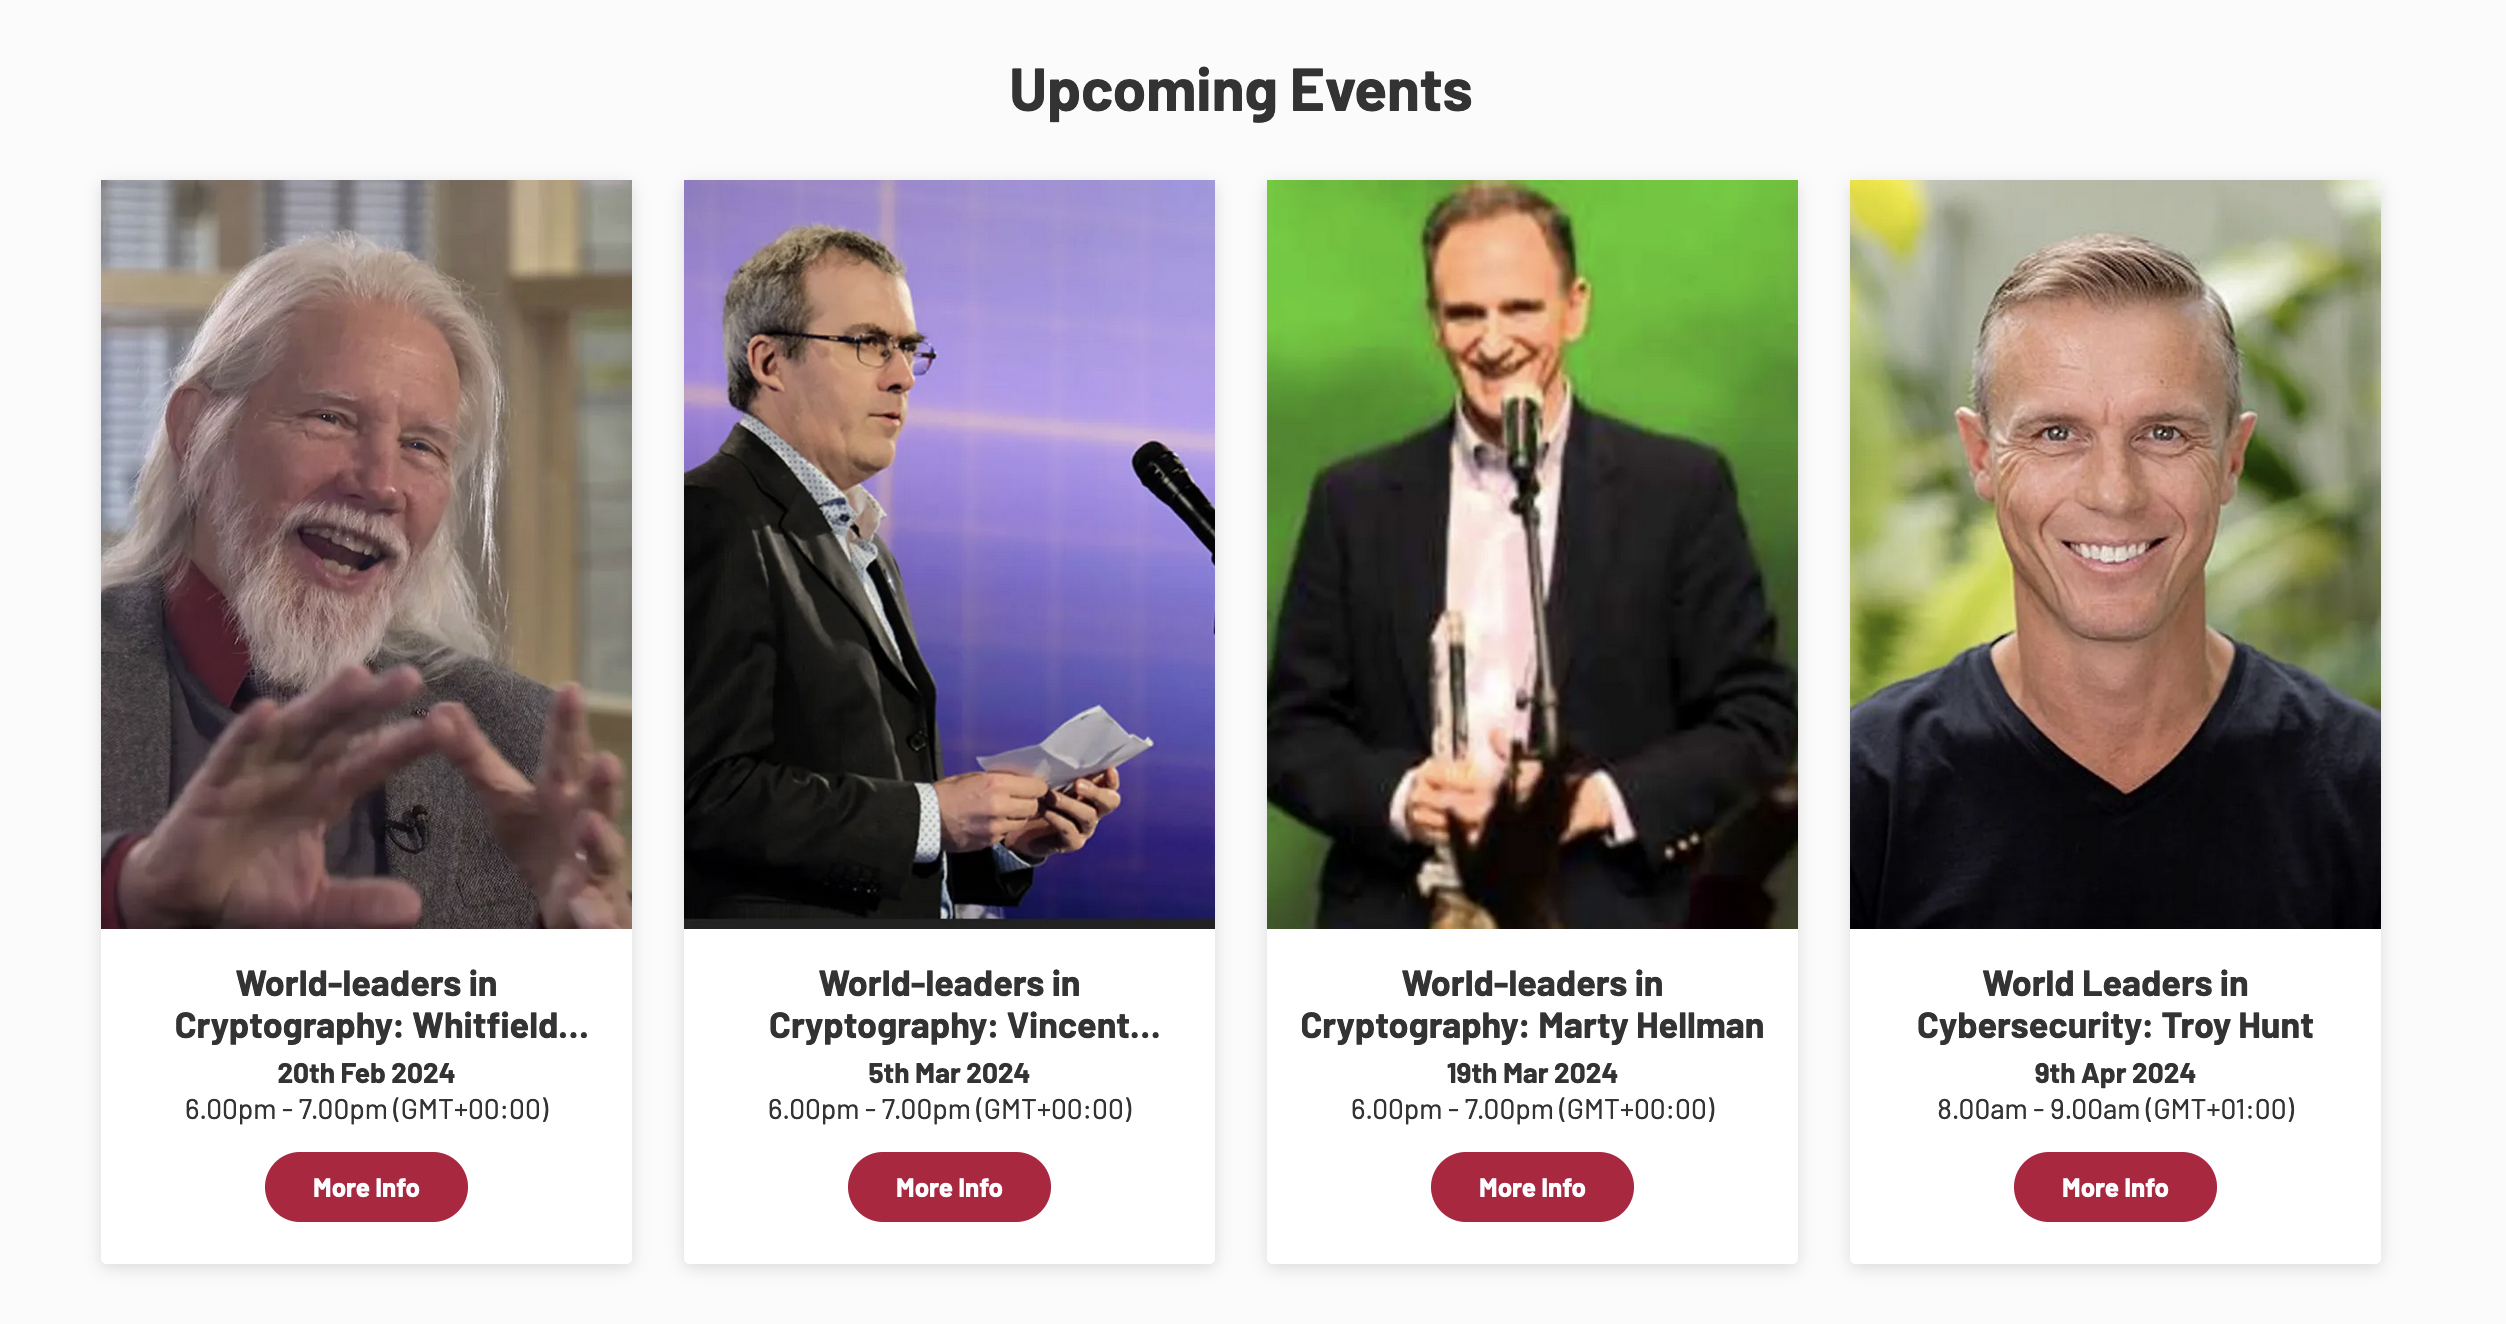 Upcoming Events
World-leaders in
Cryptography: Whitfield...
20th Feb 2024
6.00pm - 7.00pm (GMT+00:00)
More Info
World-leaders in
Cryptography: Vincent...
5th Mar 2024
6.00pm - 7.00pm (GMT+00:00)
More Info
World-leaders in
Cryptography: Marty Hellman
19th Mar 2024
6.00pm - 7.00pm (GMT+00:00)
More Info
World Leaders in
Cybersecurity: Troy Hunt
9th Apr 2024
8.00am - 9.00am (GMT+01:00)
More Info